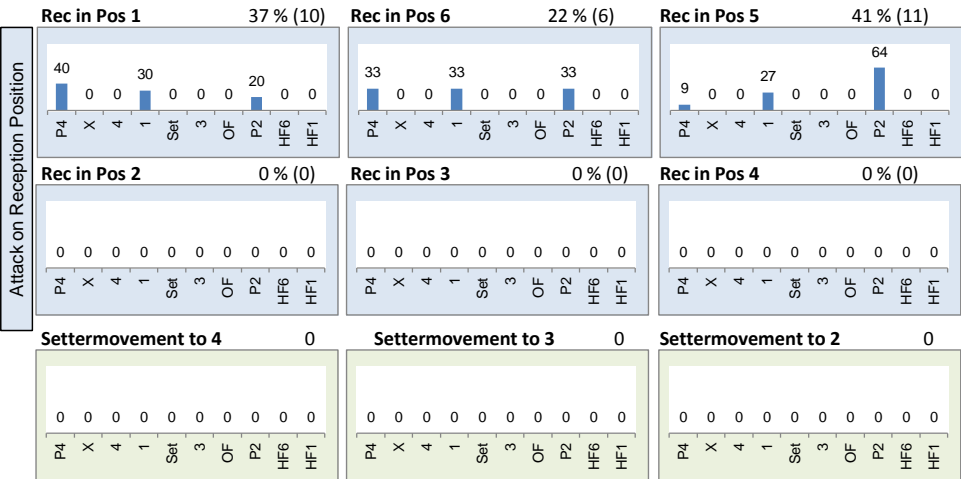 Attack on Reception Position
Rec in Pos 1 37 % (10)
40 0 0 30 0 0 0 20 0 0
P4 X 4 1 Set 3 OF P2 HF6 HF1
Rec in Pos 6 22 % (6)
33 0 0 33 0 0 0 33 0 0
P4 X 4 1 Set 3 OF P2 HF6 HF1
Rec in Pos 5 41 % (11)
9 0 0 27 0 0 0 64 0 0
P4 X 4 1 Set 3 OF P2 HF6 HF1
Rec in Pos 2 0 % (0)
0 0 0 0 0 0 0 0 0 0
P4 X 4 1 Set 3 OF P2 HF6 HF1
Rec in Pos 3 0 % (0)
0 0 0 0 0 0 0 0 0 0
P4 X 4 1 Set 3 OF P2 HF6 HF1
Rec in Pos 4 0 % (0)
0 0 0 0 0 0 0 0 0 0
P4 X 4 1 Set 3 OF P2 HF6 HF1
Settermovement to 4 0
0 0 0 0 0 0 0 0 0 0
P4 X 4 1 Set 3 OF P2 HF6 HF1
Settermovement to 3 0
0 0 0 0 0 0 0 0 0 0
P4 X 4 1 Set 3 OF P2 HF6 HF1
Settermovement to 2 0
0 0 0 0 0 0 0 0 0 0
P4 X 4 1 Set 3 OF P2 HF6 HF1